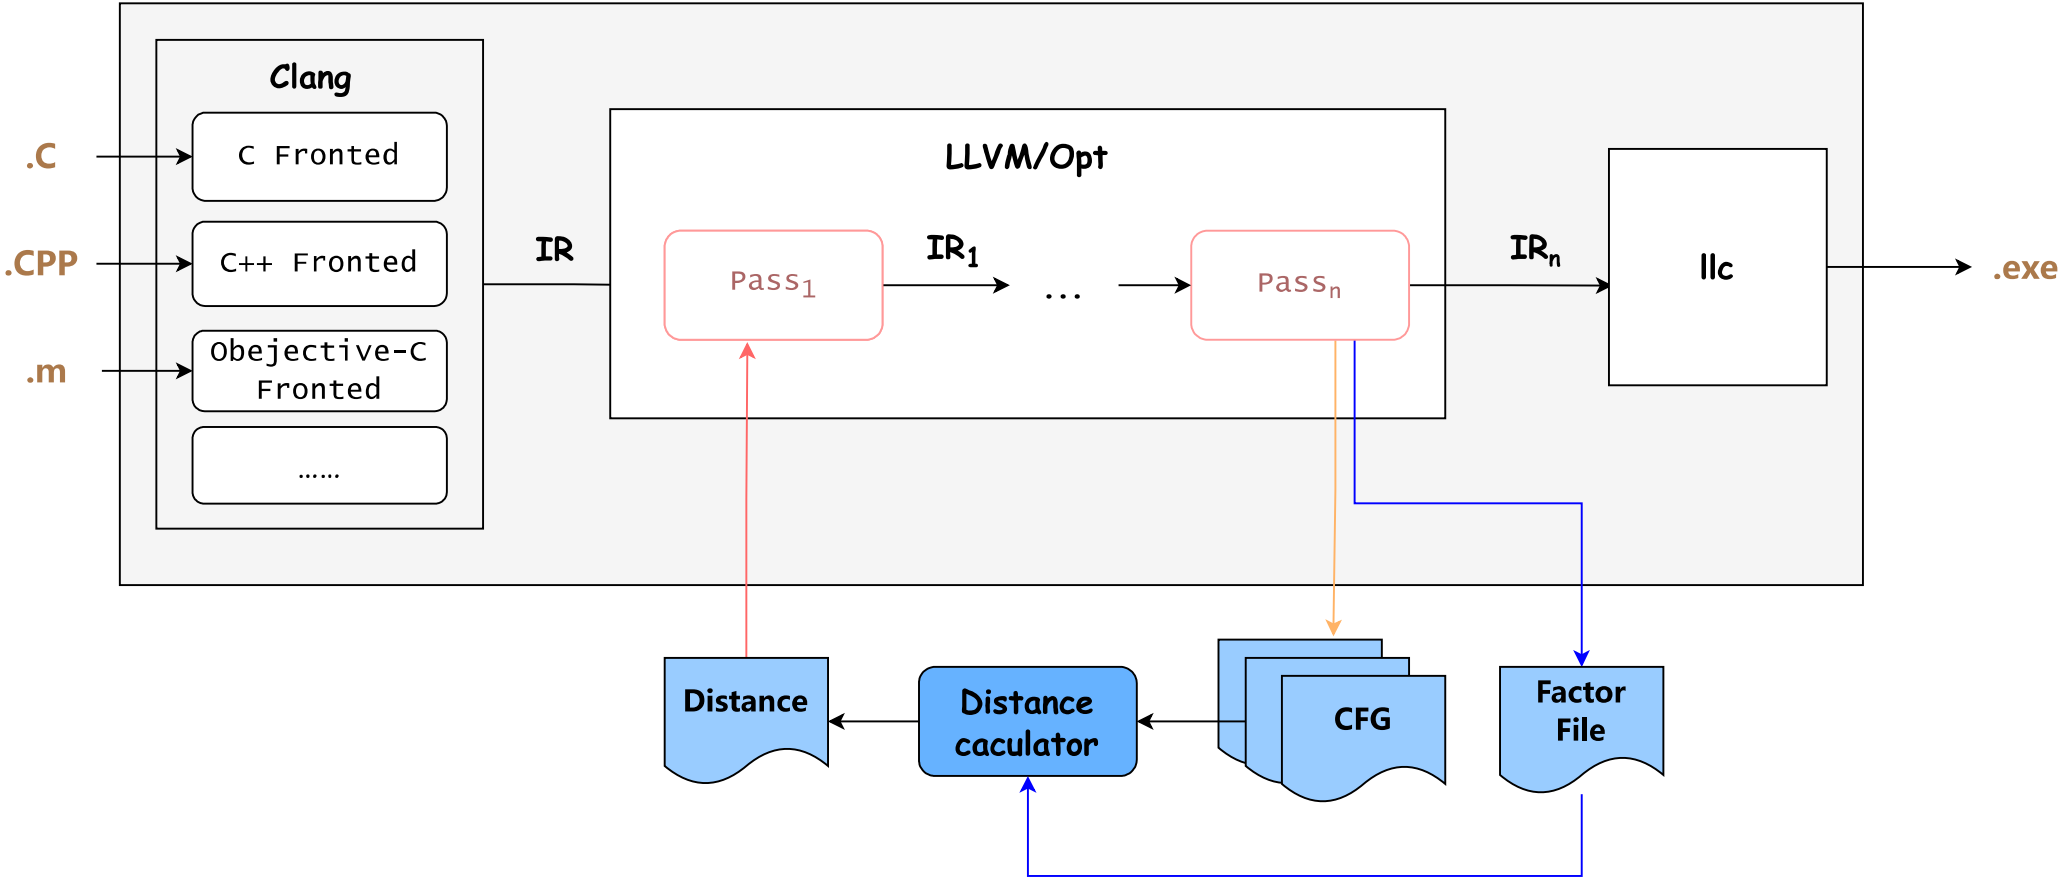 Clang
.C
C Fronted
.CPP
C++ Fronted
.m
Obejective-C
Fronted
......
IR
LLVM/Opt
Pass1
IR1
...
Passn
IRn
llc
.exe
Distance
Distance
caculator
CFG
Factor
File